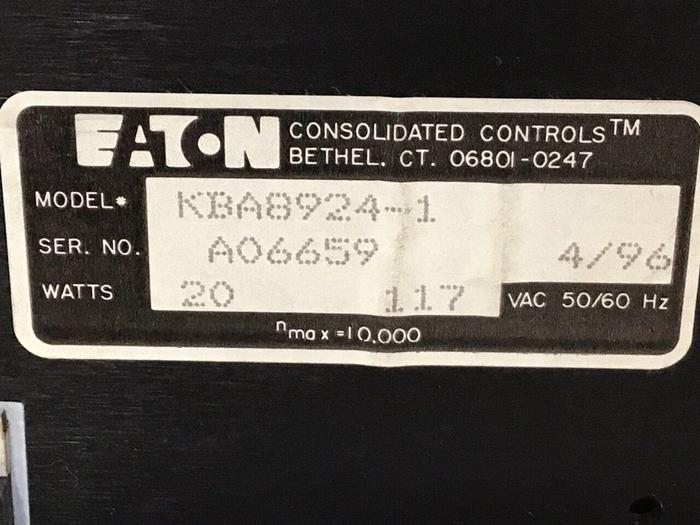 EATON CONSOLIDATED CONTROLS™
BETHEL, CT. 06801-0247
MODEL* KBA8924-1
SER. NO. A06659 4/96
WATTS 20 117 VAC 50/60 Hz
nmax =10,000